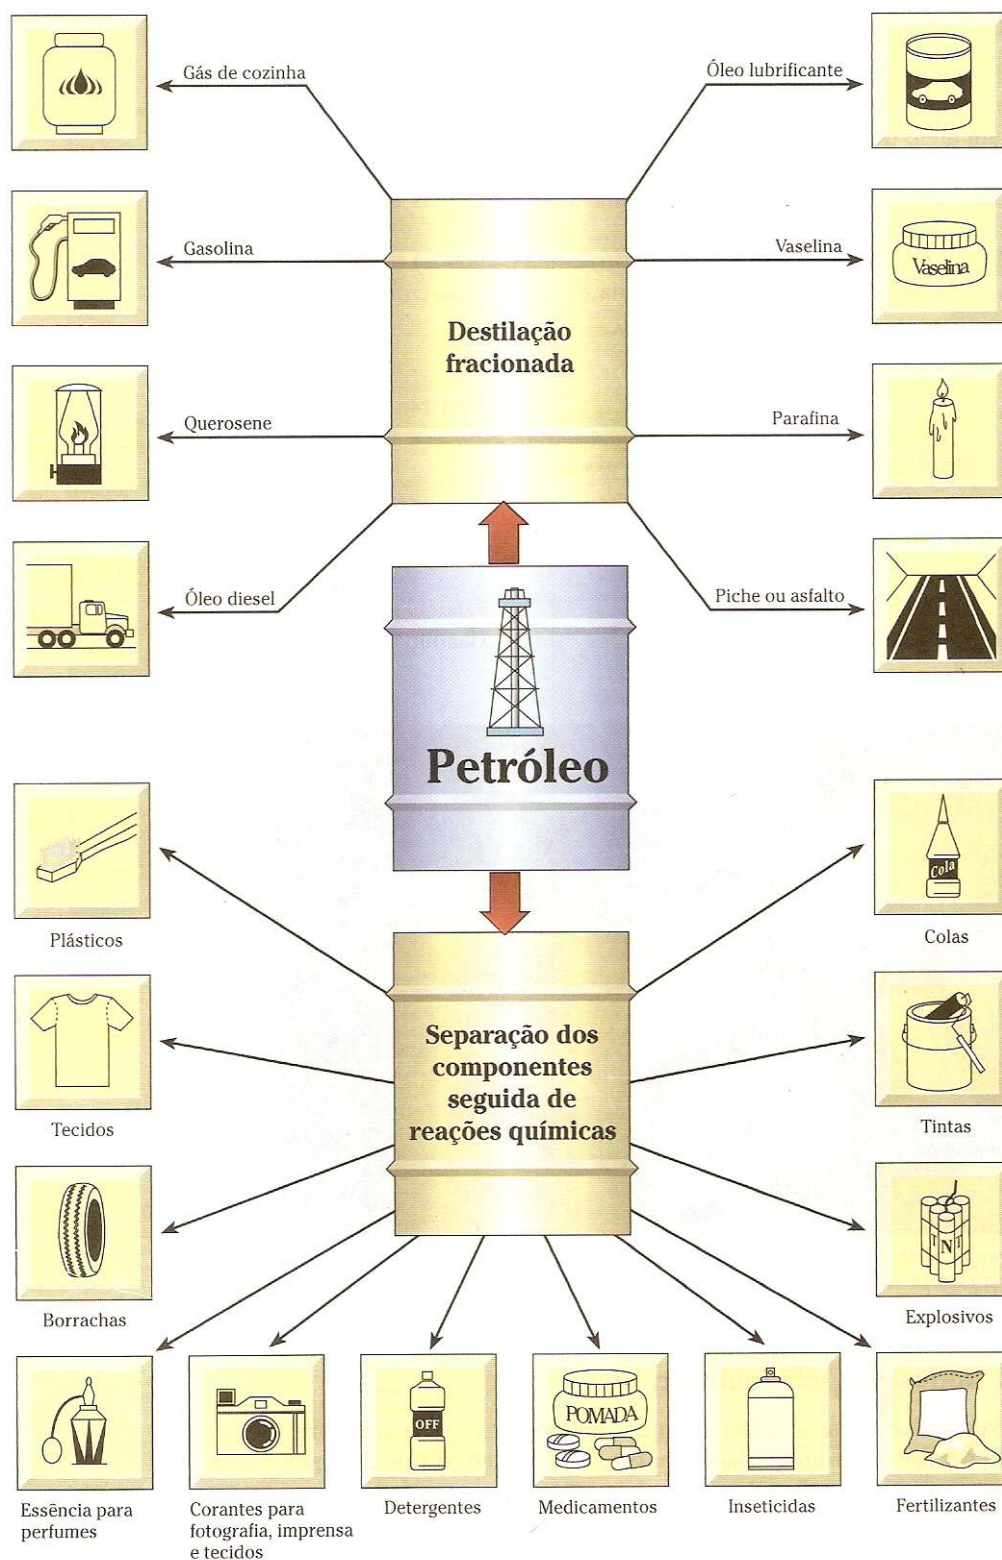 Gás de cozinha
Óleo lubrificante
Gasolina
Vaselina
Vaselina
Destilação
fracionada
Querosene
Parafina
Óleo diesel
Piche ou asfalto
Petróleo
Plásticos
Cola
Colas
Separação dos
componentes
seguida de
reações químicas
Tecidos
Tintas
TNT
Borrachas
Explosivos
OFF
POMADA
Essência para
perfumes
Corantes para
fotografia, imprensa
e tecidos
Detergentes
Medicamentos
Inseticidas
Fertilizantes